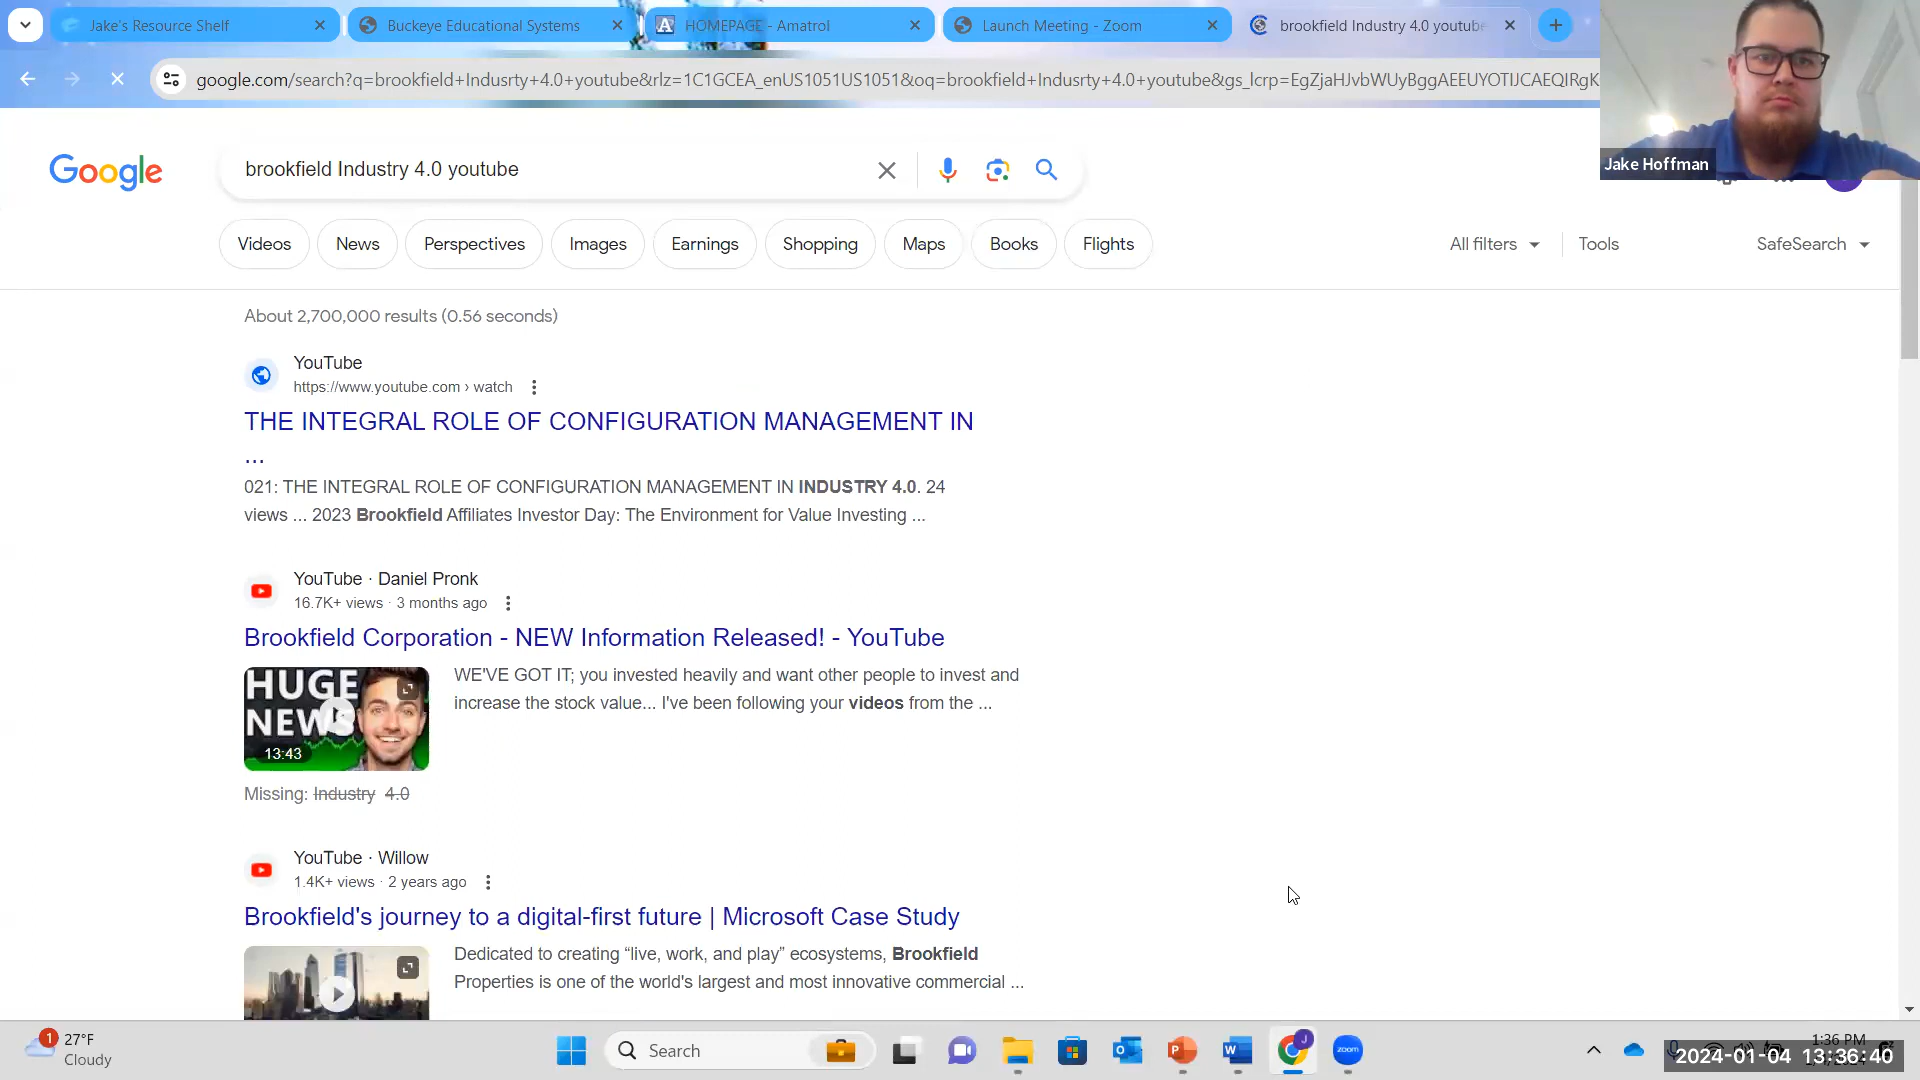 Jake's Resource Shelf
Buckeye Educational Systems
HOMEPAGE - Amatrol
Launch Meeting - Zoom
brookfield Industry 4.0 youtube
google.com/search?q=brookfield+Indusrty+4.0+youtube&rlz=1C1GCEA_enUS1051US1051&oq=brookfield+Indusrty+4.0+youtube&gs_lcrp=EgZjaHJvbWUyBggAEEUYOTIJCAEQIRgK
Jake Hoffman
Google
brookfield Industry 4.0 youtube
Videos
News
Perspectives
Images
Earnings
Shopping
Maps
Books
Flights
All filters
Tools
SafeSearch
About 2,700,000 results (0.56 seconds)
YouTube
https://www.youtube.com › watch
THE INTEGRAL ROLE OF CONFIGURATION MANAGEMENT IN
...
021: THE INTEGRAL ROLE OF CONFIGURATION MANAGEMENT IN INDUSTRY 4.0. 24
views ... 2023 Brookfield Affiliates Investor Day: The Environment for Value Investing ...
YouTube · Daniel Pronk
16.7K+ views · 3 months ago
Brookfield Corporation - NEW Information Released! - YouTube
HUGE
NEWS
13:43
WE'VE GOT IT; you invested heavily and want other people to invest and
increase the stock value... I've been following your videos from the ...
Missing: Industry 4.0
YouTube · Willow
1.4K+ views · 2 years ago
Brookfield's journey to a digital-first future | Microsoft Case Study
Dedicated to creating “live, work, and play” ecosystems, Brookfield
Properties is one of the world's largest and most innovative commercial ...
1
27°F
Cloudy
Search
J
zoom
1:36 PM
2024-01-04 13:36:40